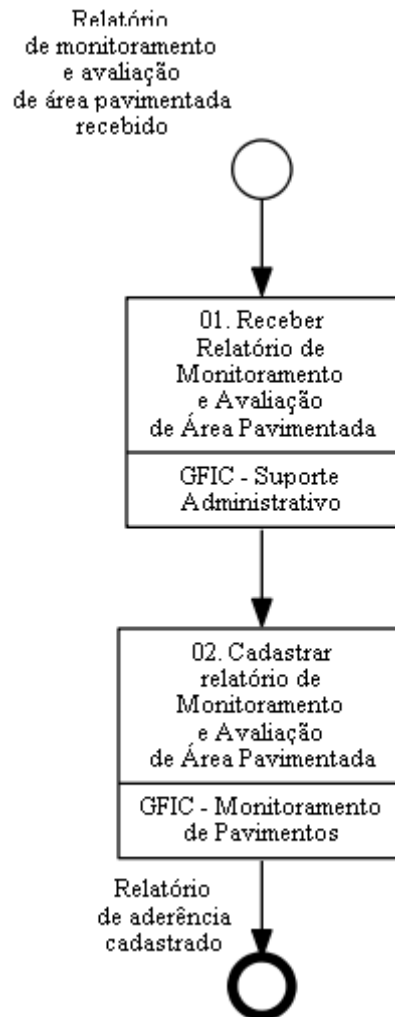 Relatório
de monitoramento
e avaliação
de área pavimentada
recebido
01. Receber
Relatório de
Monitoramento
e Avaliação
de Área Pavimentada
GFIC - Suporte
Administrativo
02. Cadastrar
relatório de
Monitoramento
e Avaliação
de Área Pavimentada
GFIC - Monitoramento
de Pavimentos
Relatório
de aderência
cadastrado